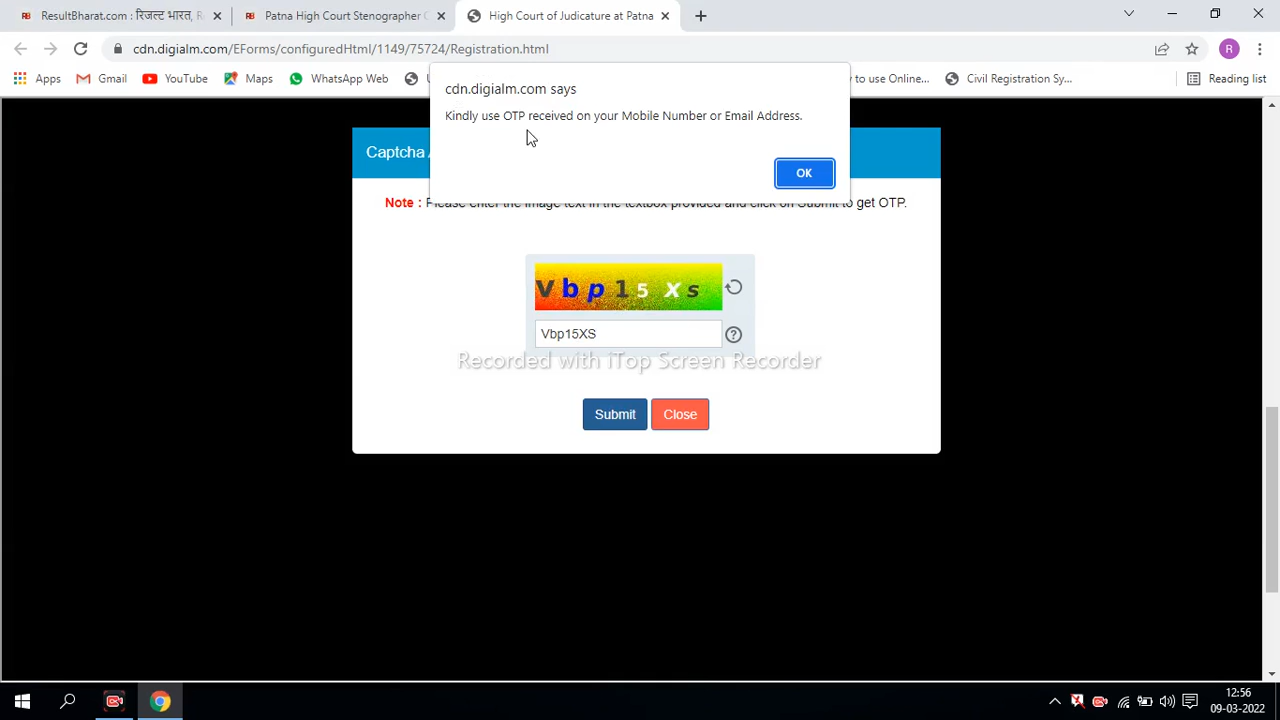 ResultBharat.com : रिजल्ट भारत, R
Patna High Court Stenographer C
High Court of Judicature at Patna
cdn.digialm.com/EForms/configuredHtml/1149/75724/Registration.html
R
Apps
Gmail
YouTube
Maps
WhatsApp Web
to use Online...
Civil Registration Sy...
Reading list
cdn.digialm.com says
Kindly use OTP received on your Mobile Number or Email Address.
OK
Captcha
Note : Please enter the image text in the textbox provided and click on Submit to get OTP.
Vbp15Xs
Vbp15XS
Recorded with iTop Screen Recorder
Submit Close
12:56
09-03-2022